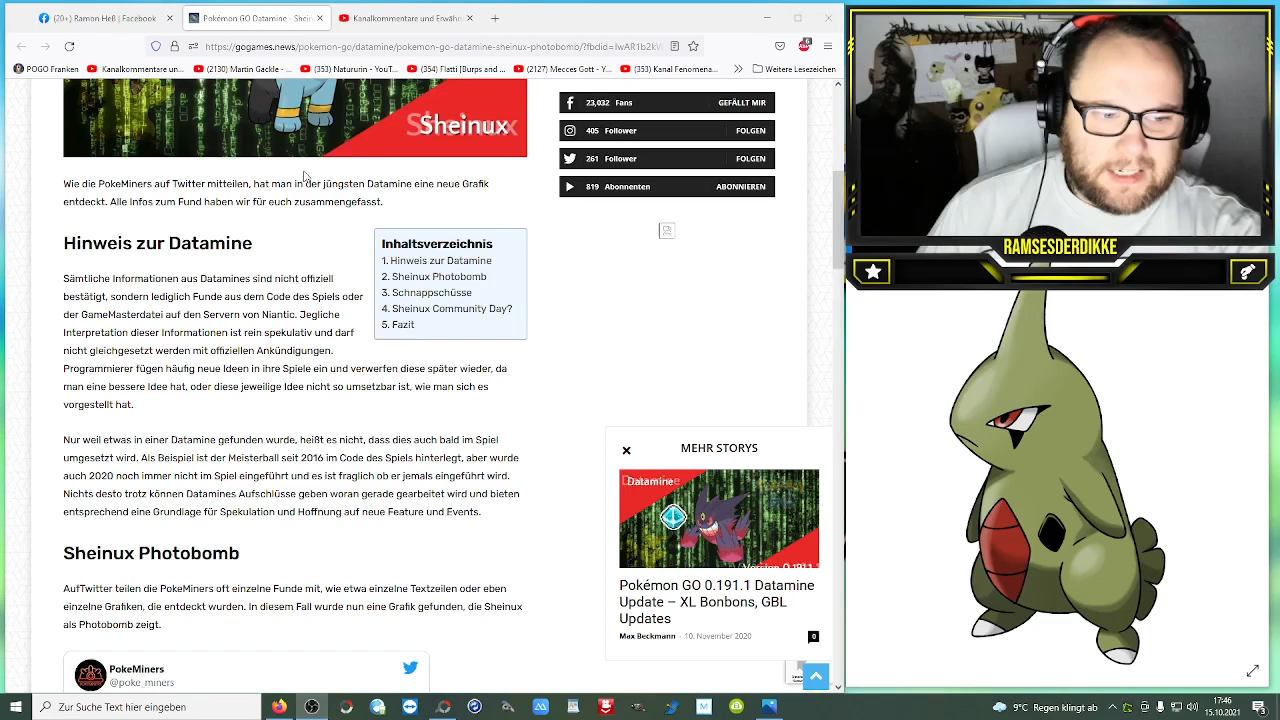 (29+) Facebook
Pokémon GO Datamine: Shein
Kanalkommentare und Erwähn
https://gogames.news/
-go/datamine/pokemon-go-datamine-sheinux-photobomb/?fbclid=IwAR1b2kW
POGO Franken
Kanalkommentare un...
(2130) Martin Gackle - ...
(353) Naturensöhne - YouT...
(354) Flatti [Burps and ...
(2127) Mecces Gott - Y...
(353) Kanal Fenomena...
Weitere Lesezeichen
Sheinux
23,032 Fans GEFÄLLT MIR
405 Follower FOLGEN
261 Follower FOLGEN
819 Abonnenten ABONNIEREN
Wie die PokeMiners auf Twitter mitteilen, hat man in der jüngsten Datamine eine neue Grafik
entdeckt. Alle Infos zum Fund haben wir für euch zusammengefasst.
Hinweis zur Datamine
Sämtliche Informationen aus Datamines sind nicht offiziell
bestätigt, sondern lediglich Funde aus dem Codes des Spiels oder
der Gamemasterdatei auf den Servern von Niantic. Jegliche
Interpretation dieser Informationen ist rein spekulativ und darf
nicht gleichgesetzt werden mit offiziellen Ankündigungen.
Programmierer fügen häufig neue Ideen in ihre Spiele ein und verwerfen diese später wieder, da
man eine bessere Idee hat, oder diese jeweilige Idee nicht so umsetzbar ist, wie man sich es
vorgestellt hat.
Inhaltsverzeichnis
1. Hinweis zur Datamine
2. Sheinux Photobomb
3. Schnappschüsse
4. Sheinux Community Day?
5. Fazit
Nur weil etwas in einer Datamine gefunden wurde, heißt es nicht, dass dies auch bald im Spiel
umgesetzt wird. Als Beispiel ist der Meisterball seit 2016 im Code des Spiels hinterlegt, aber wurde
auch 2020 noch immer nicht im Spiel eingeführt und es ist fraglich ob er jemals erscheinen wird.
Nichts desto trotz können Datamines Aufschlüsse geben woran gerade gearbeitet wird und bieten
entsprechend eine Grundlage für Spekulation und Hoffnung auf neue Feature und Events.
Sheinux Photobomb
AufTwitter teilen die PokeMiners oft einzelne Funde mit, wie etwa einzelne Textzeilen oder eben
einzelne Grafiken, die entdeckt wurden. In diesem Fall wurde nun eine Grafik gefunden, die Sheinux
als Photobomb zeigt.
PokeMiners
@poke_miners
MEHR STORYS
Datamine
Version 0.191.1
Pokémon GO 0.191.1 Datamine
Update – XL Bonbons, GBL
Updates
Max Beckmann - 10. November 2020 0
RAMSESDERDIKKE
Zur Suche Text hier eingeben
17:46
15.10.2021